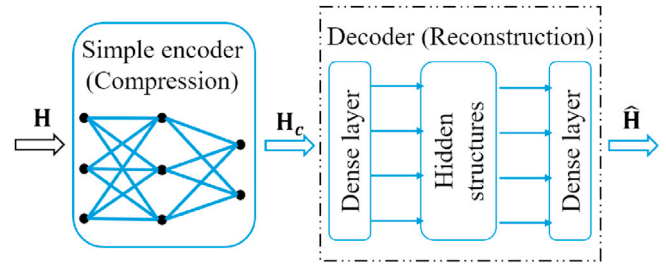 Simple encoder
(Compression)
Decoder (Reconstruction)
H
H_c
Dense layer
Hidden
structures
Dense layer
Ĥ